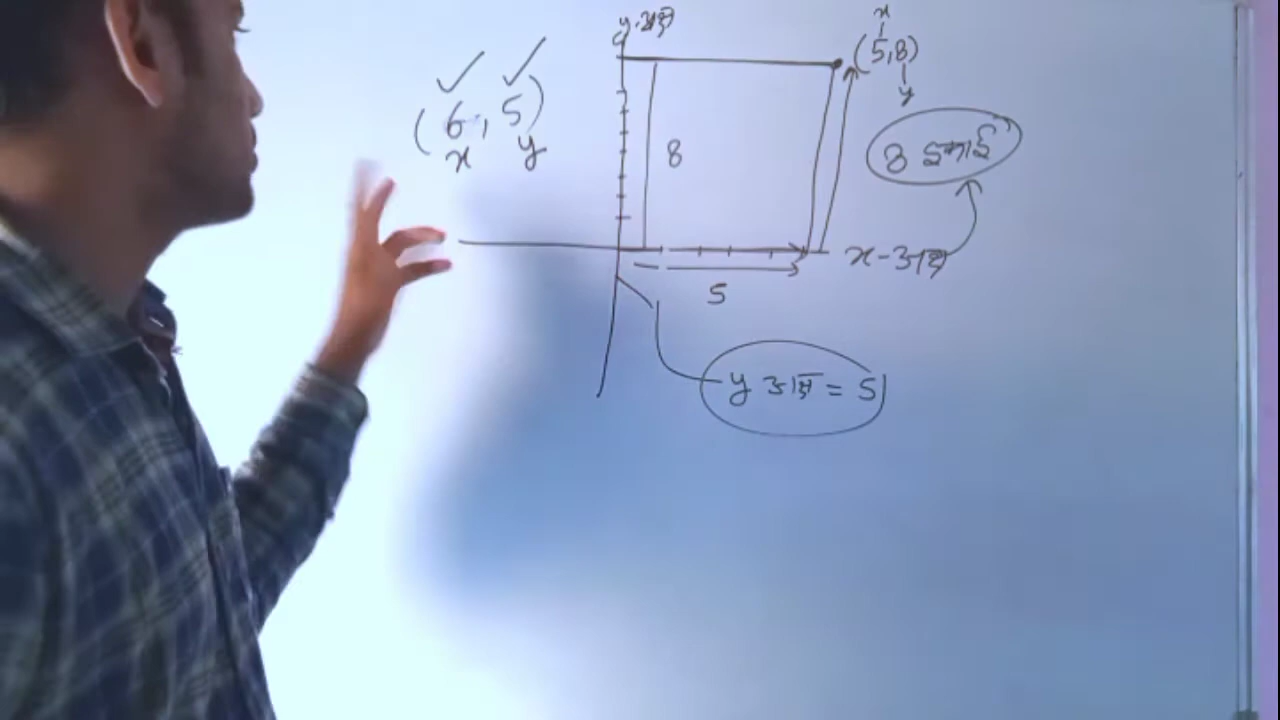 y-अक्ष
x
(5,8)
y
(6, 5)
x y
8
8 इकाई
x-अक्ष
5
y अक्ष = 5